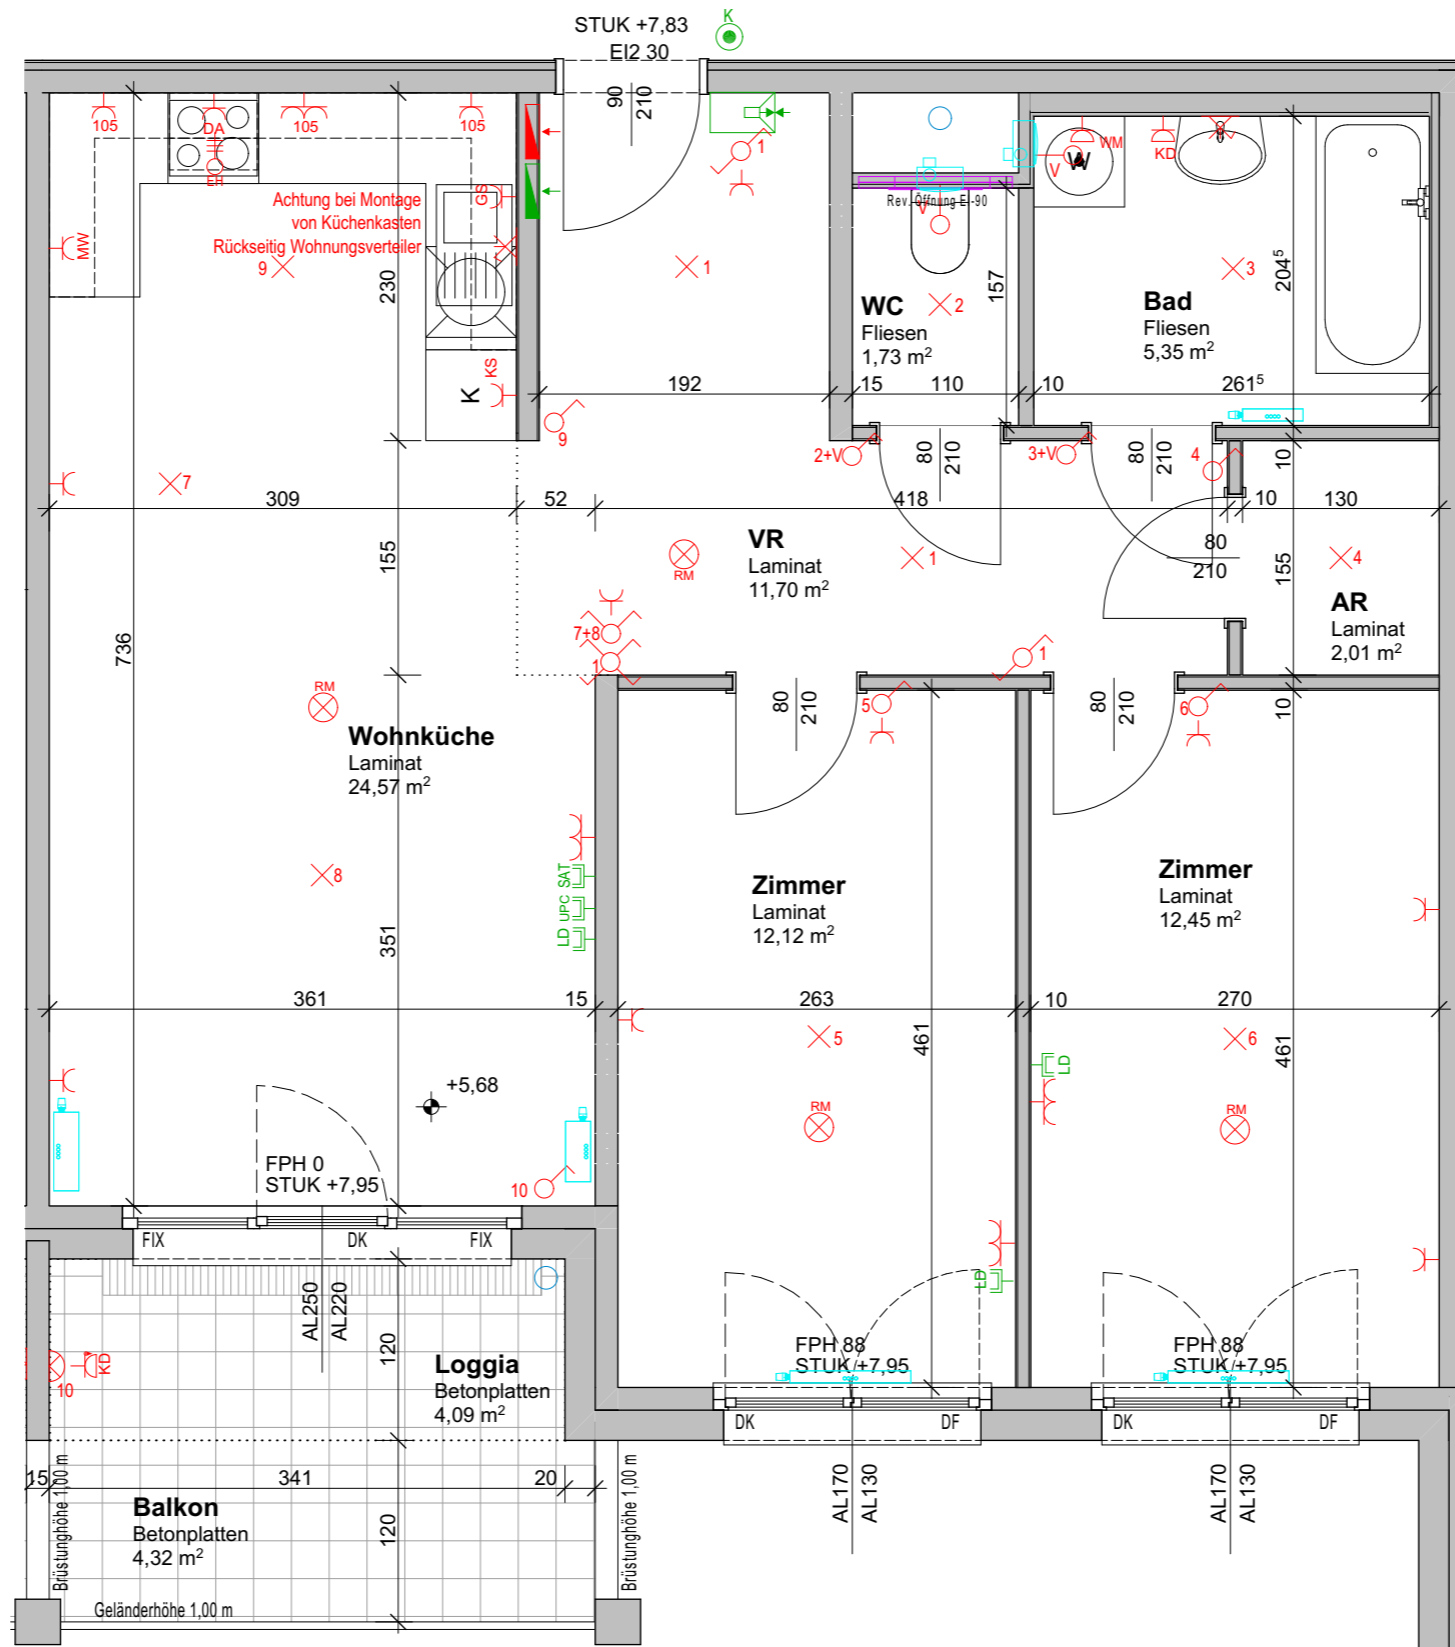 K
STUK +7,83
EI2 30
90
210
105
DA
105
105
EH
1
V
W
WM
KD
Achtung bei Montage
von Küchenkasten
Rückseitig Wohnungsverteiler
GS
MW
9
1
Rev. Öffnung EI-90
V
3
230
157
204⁵
WC
Fliesen
1,73 m²
2
Bad
Fliesen
5,35 m²
KS
K
192
15
110
10
261⁵
9
2+V
80
210
3+V
80
210
4
10
7
309
52
418
10
130
155
VR
Laminat
11,70 m²
RM
1
80
210
155
4
AR
Laminat
2,01 m²
7+8
1
1
736
RM
80
210
5
80
210
6
10
Wohnküche
Laminat
24,57 m²
8
SAT
UPC
LD
351
Zimmer
Laminat
12,12 m²
Zimmer
Laminat
12,45 m²
361
15
263
10
270
5
461
6
461
LD
+5,68
RM
RM
FPH 0
STUK +7,95
10
FIX
DK
FIX
LD
AL250
AL220
120
KD
10
Loggia
Betonplatten
4,09 m²
FPH 88
STUK +7,95
FPH 88
STUK +7,95
DK
DF
DK
DF
15
341
20
AL170
AL130
AL170
AL130
Brüstunghöhe 1,00 m
Balkon
Betonplatten
4,32 m²
120
Brüstunghöhe 1,00 m
Geländerhöhe 1,00 m